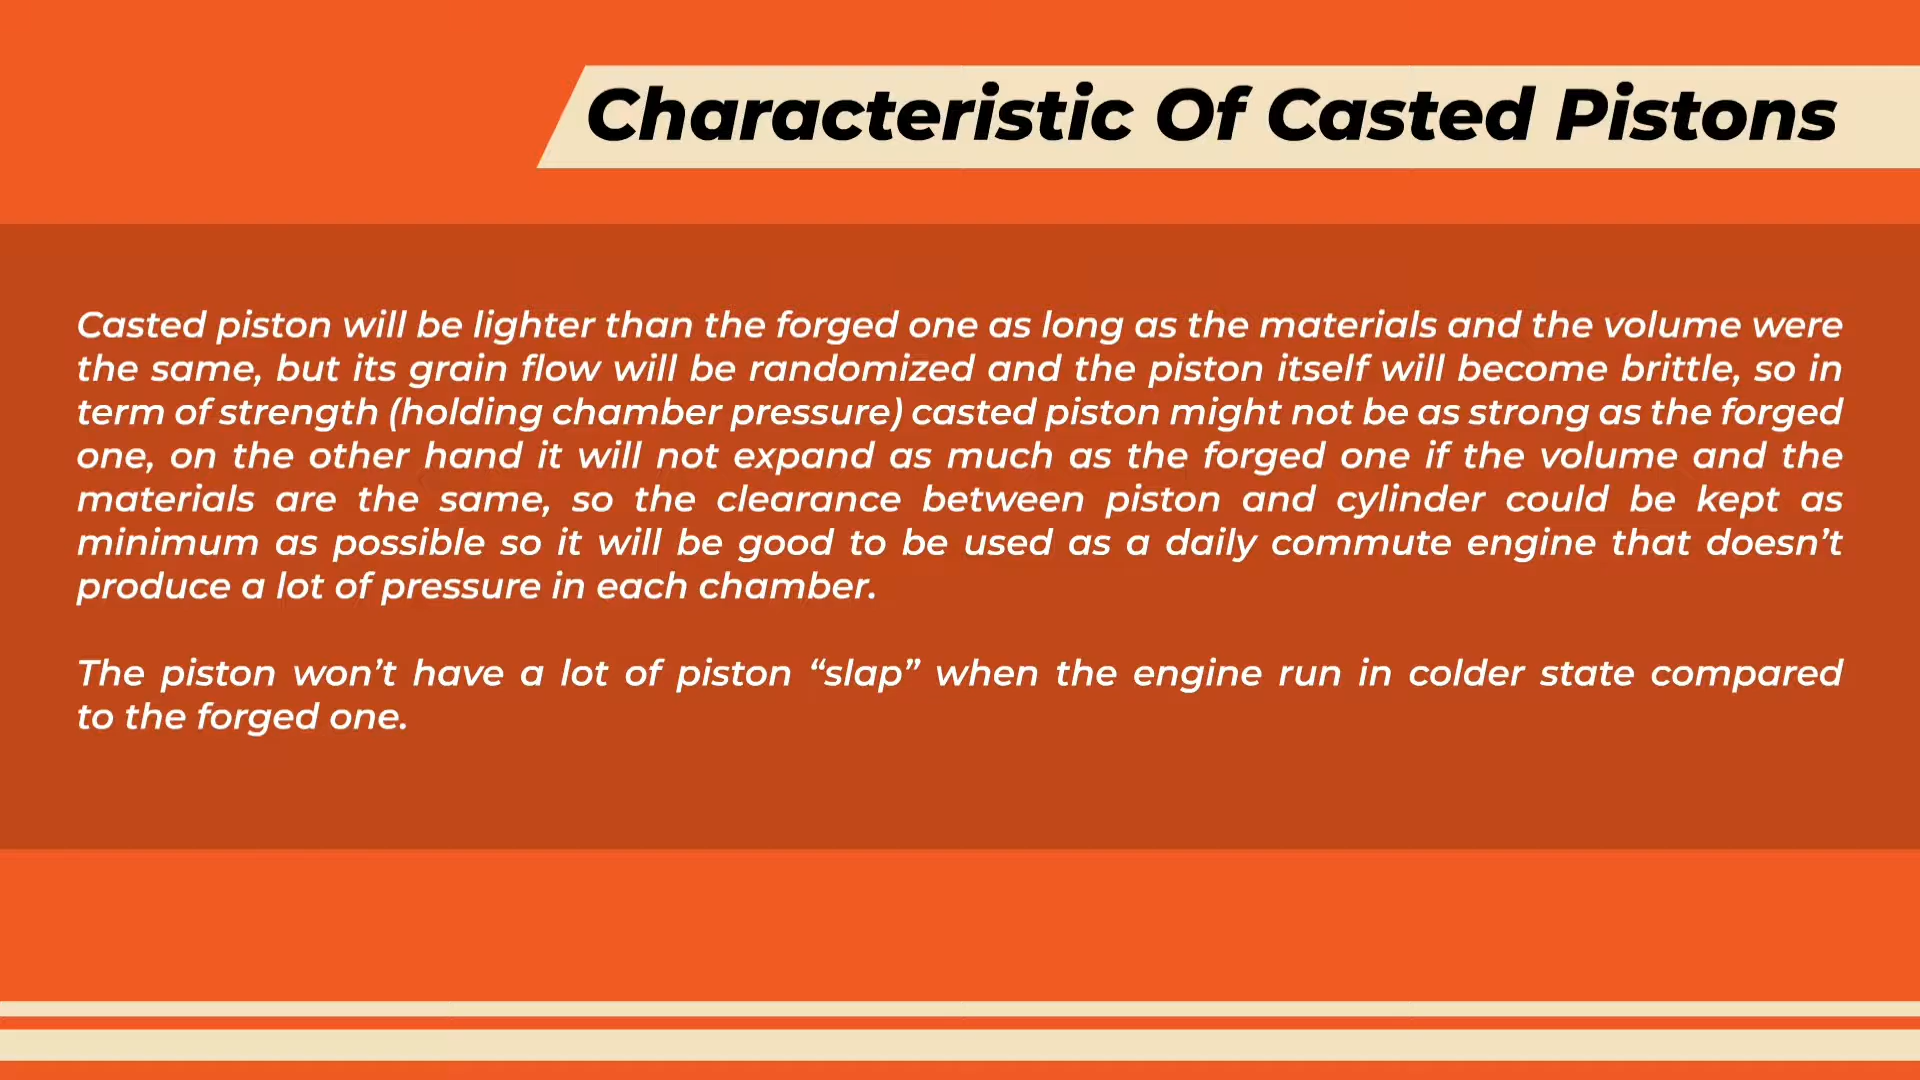 Characteristic Of Casted Pistons
Casted piston will be lighter than the forged one as long as the materials and the volume were
the same, but its grain flow will be randomized and the piston itself will become brittle, so in
term of strength (holding chamber pressure) casted piston might not be as strong as the forged
one, on the other hand it will not expand as much as the forged one if the volume and the
materials are the same, so the clearance between piston and cylinder could be kept as
minimum as possible so it will be good to be used as a daily commute engine that doesn’t
produce a lot of pressure in each chamber.
The piston won’t have a lot of piston “slap” when the engine run in colder state compared
to the forged one.